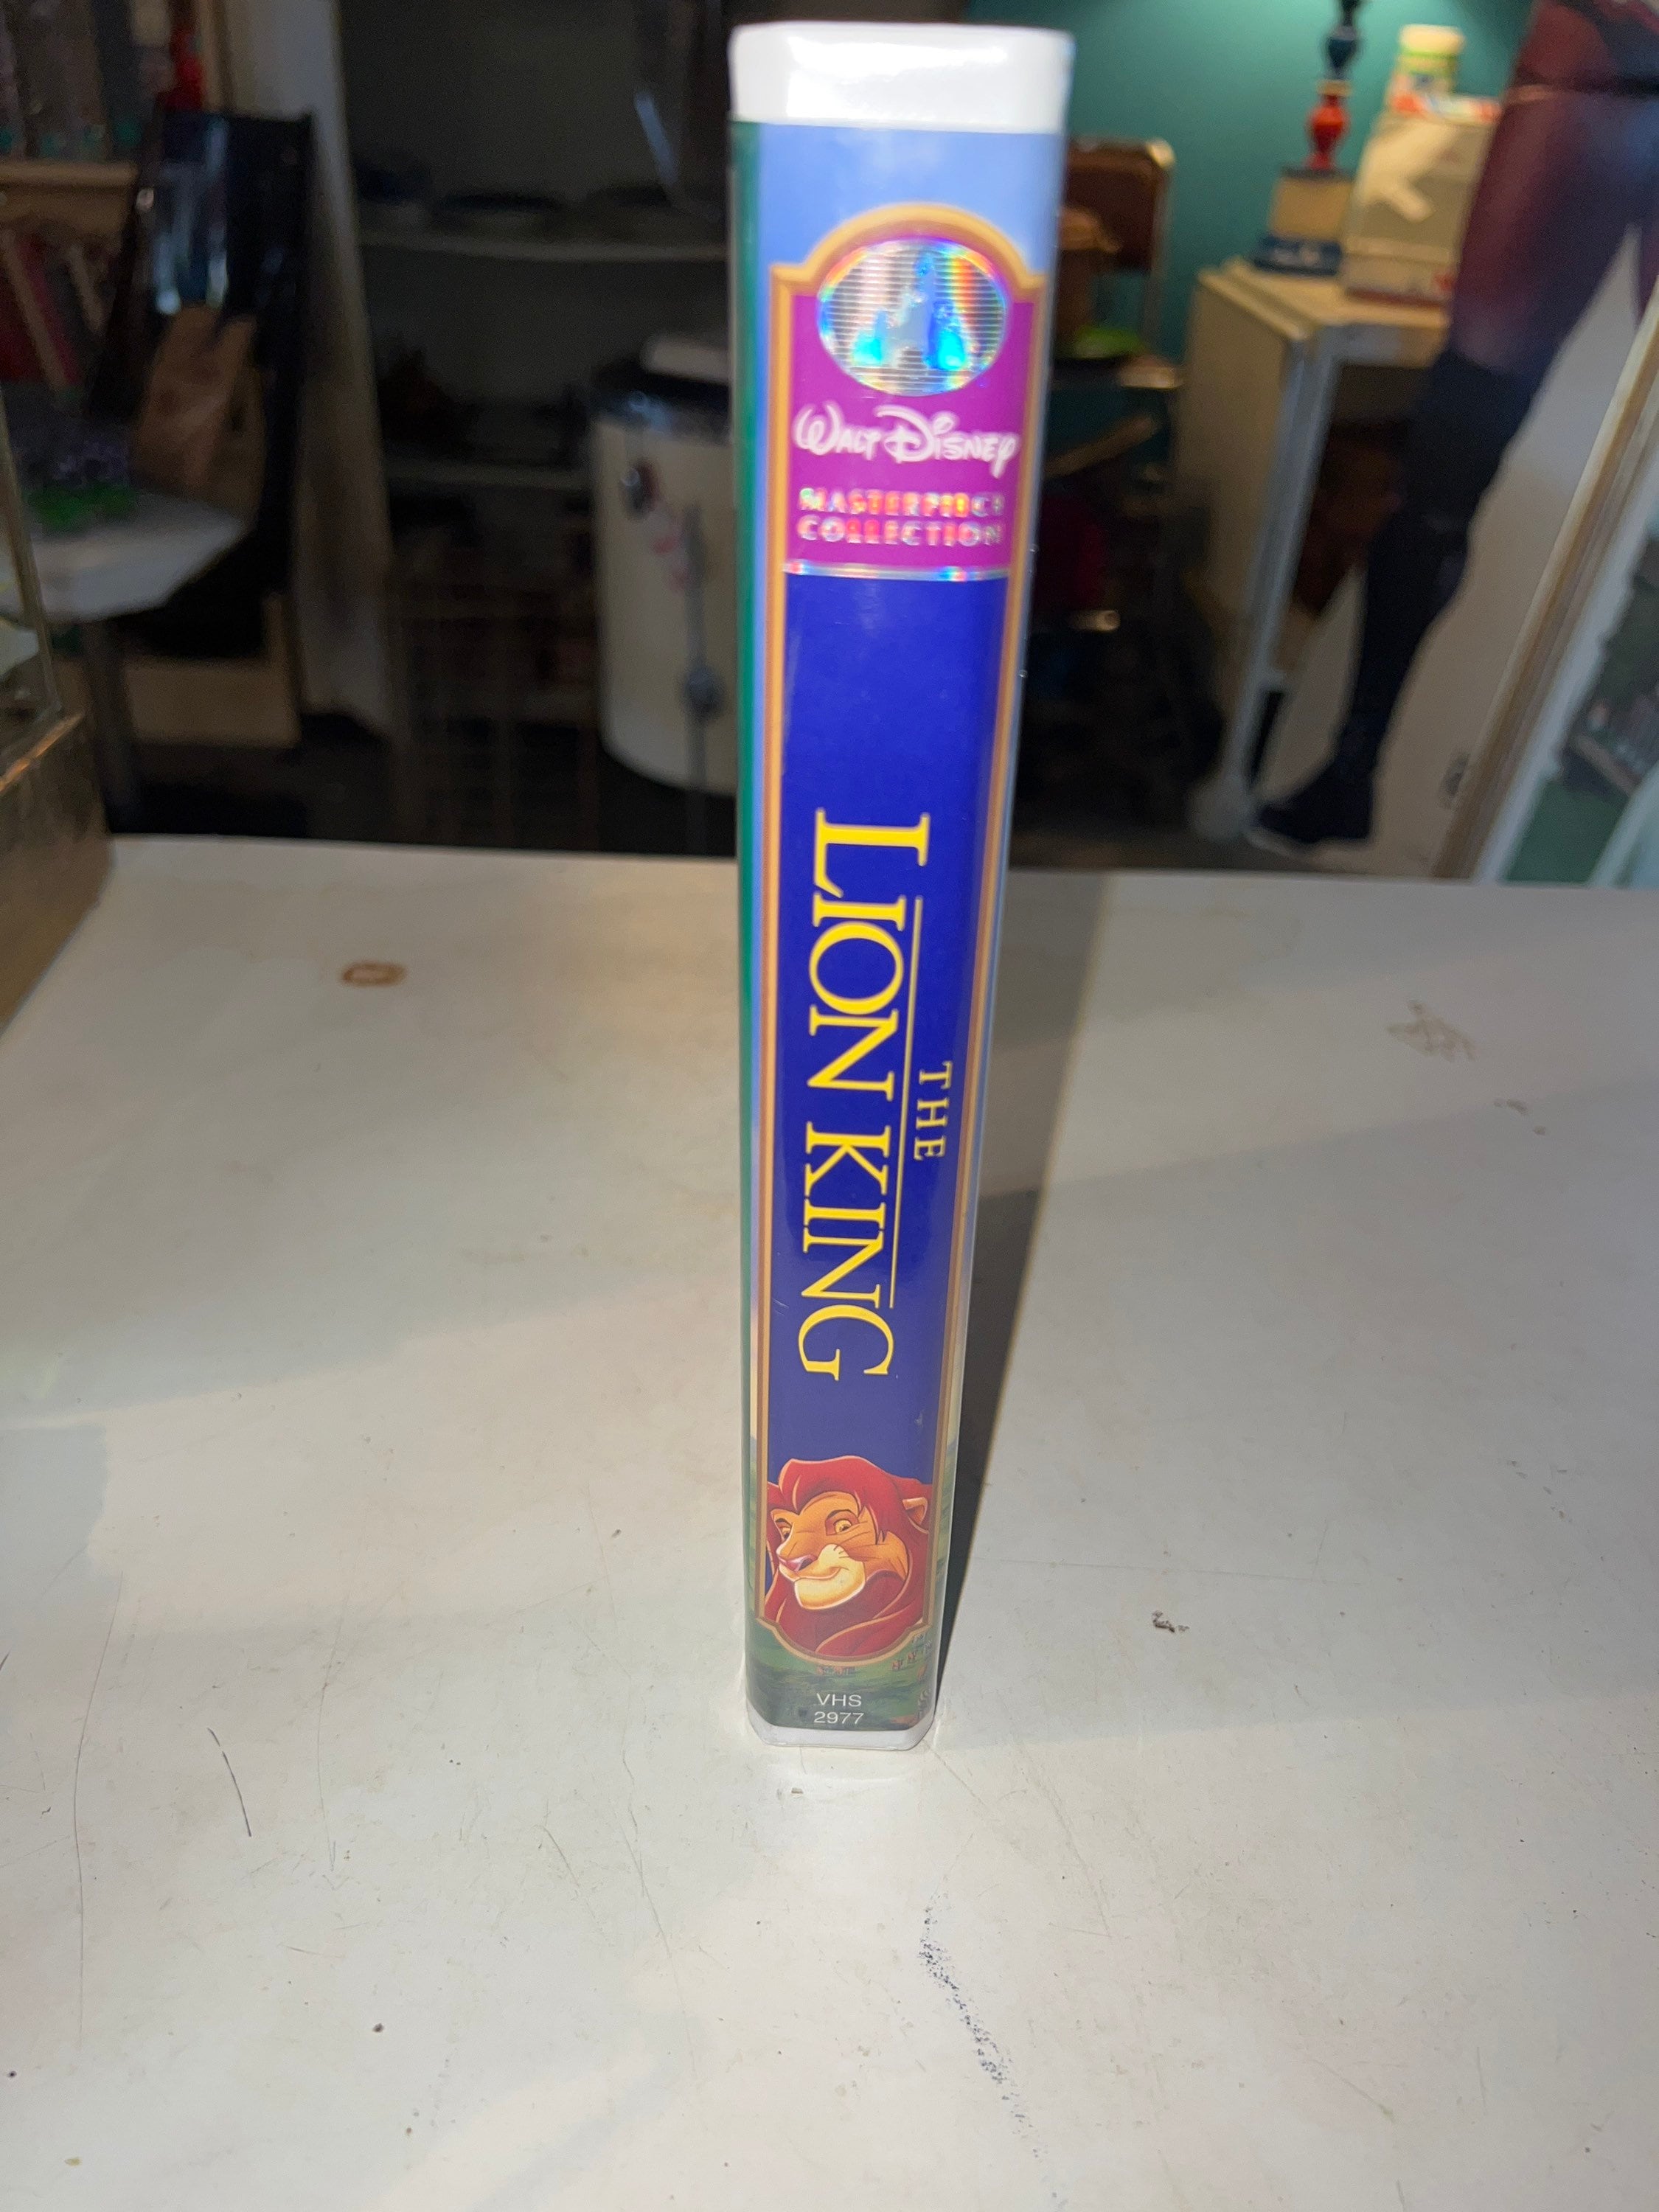 WALT DISNEY
MASTERPIECE
COLLECTION
THE
LION KING
VHS
2977